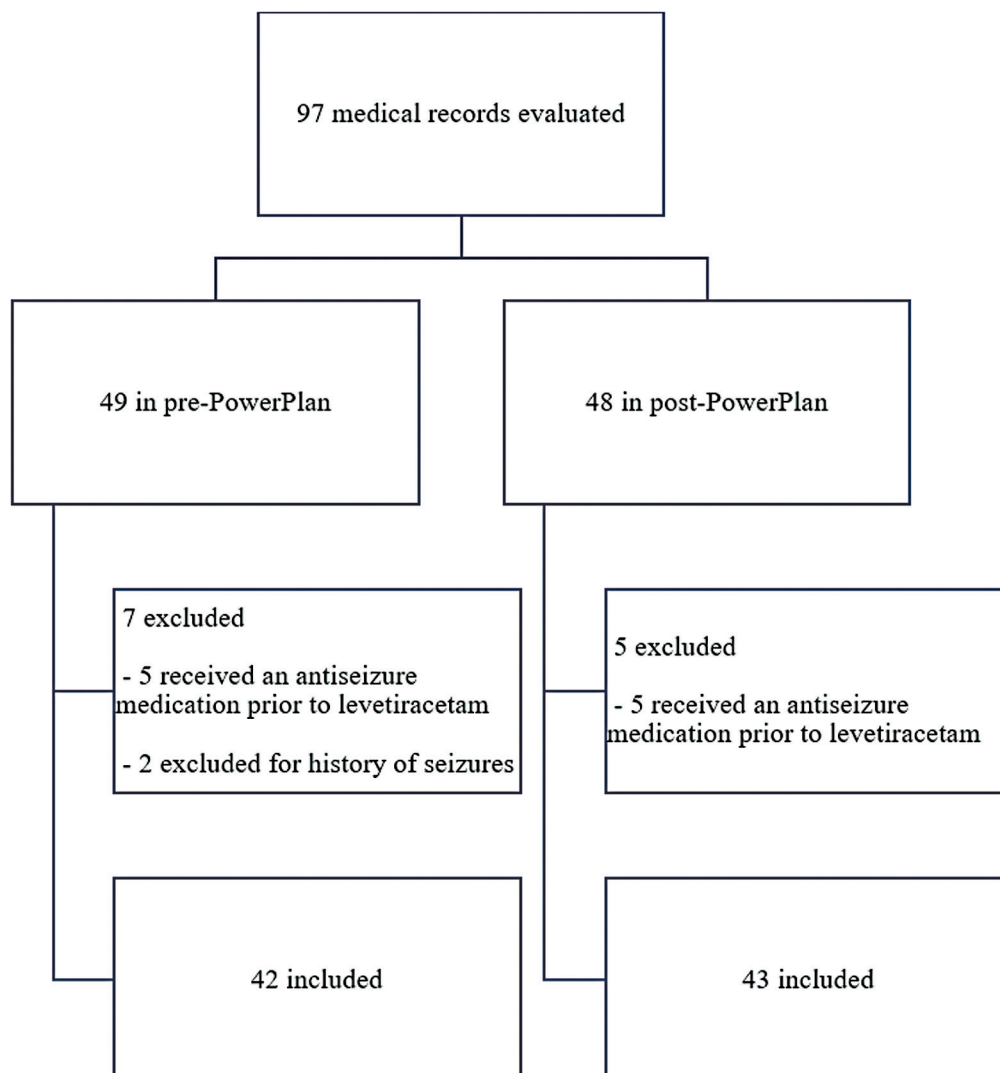 97 medical records evaluated
49 in pre-PowerPlan
48 in post-PowerPlan
7 excluded
- 5 received an antiseizure
medication prior to levetiracetam
- 2 excluded for history of seizures
5 excluded
- 5 received an antiseizure
medication prior to levetiracetam
42 included
43 included